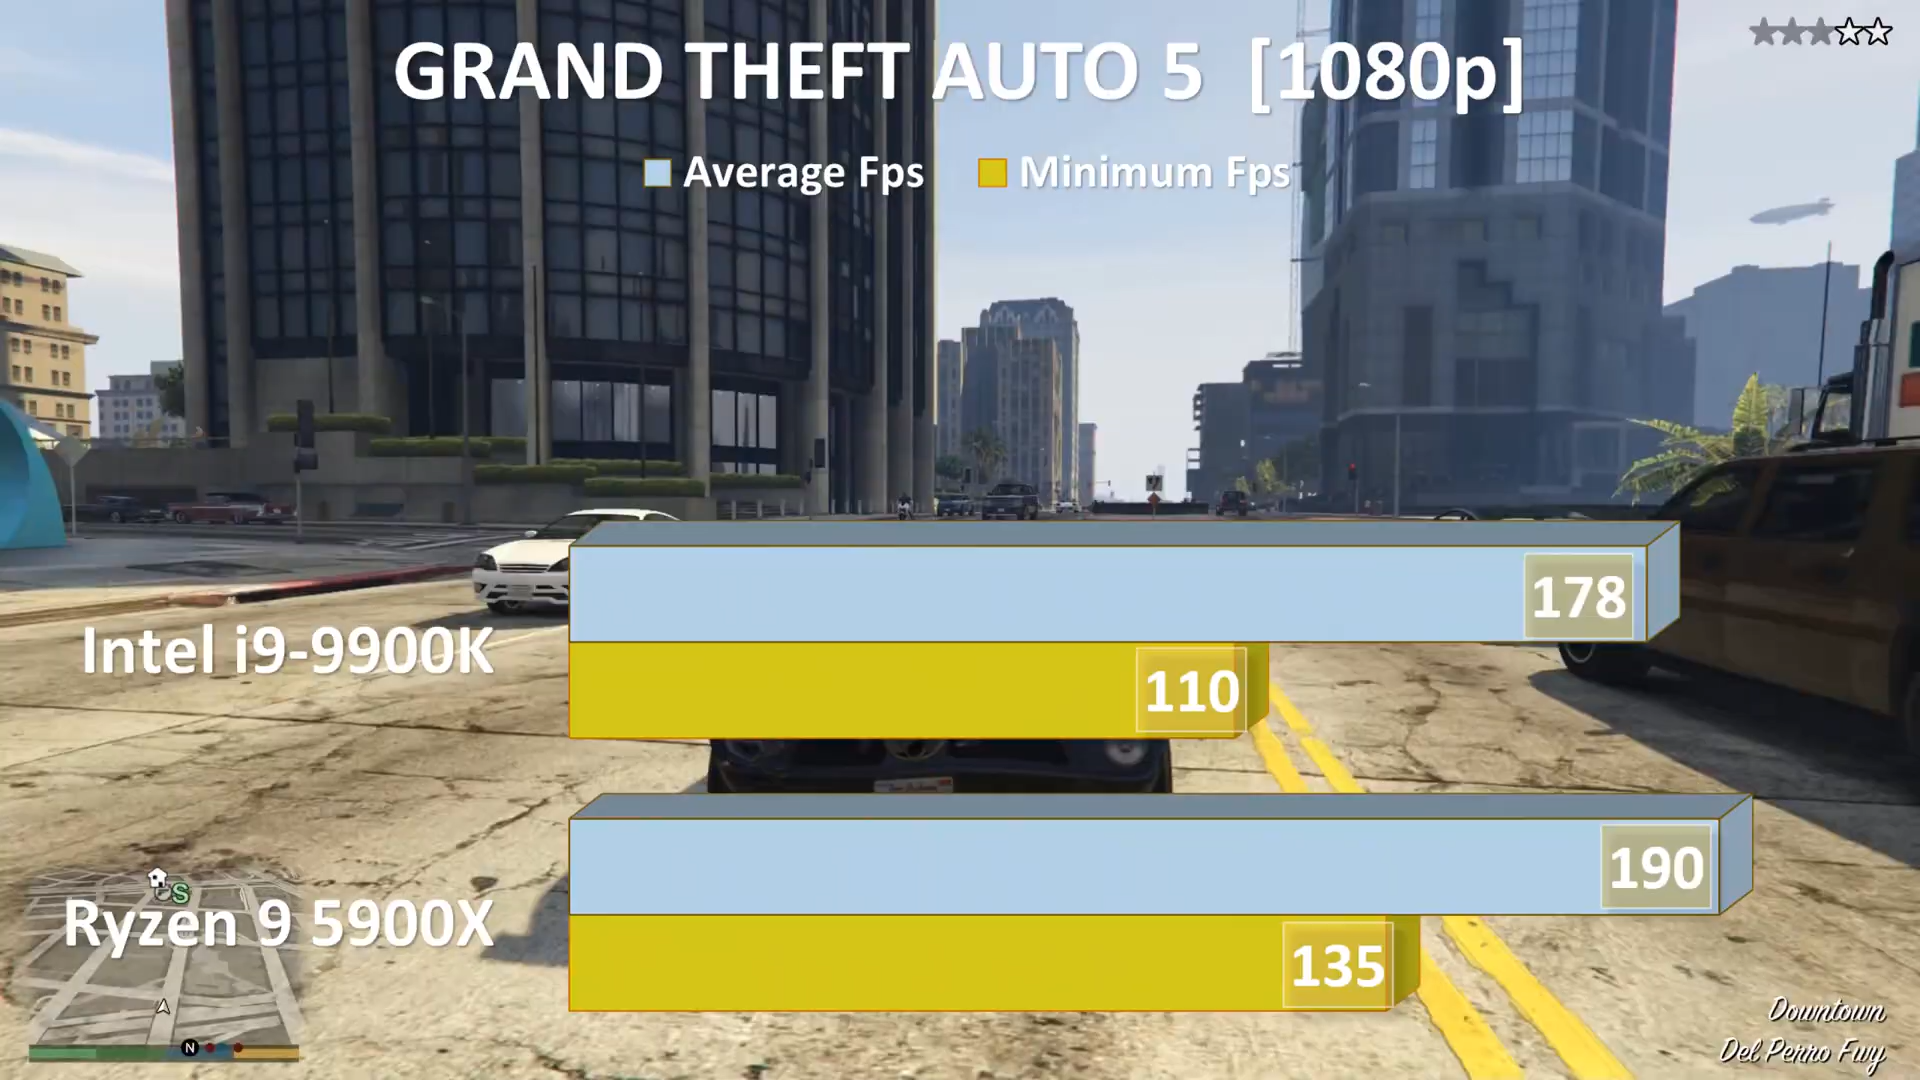 GRAND THEFT AUTO 5 [1080p]
Average Fps Minimum Fps
178
Intel i9-9900K
110
190
S
Ryzen 9 5900X
135
N
Downtown
Del Perro Fwy